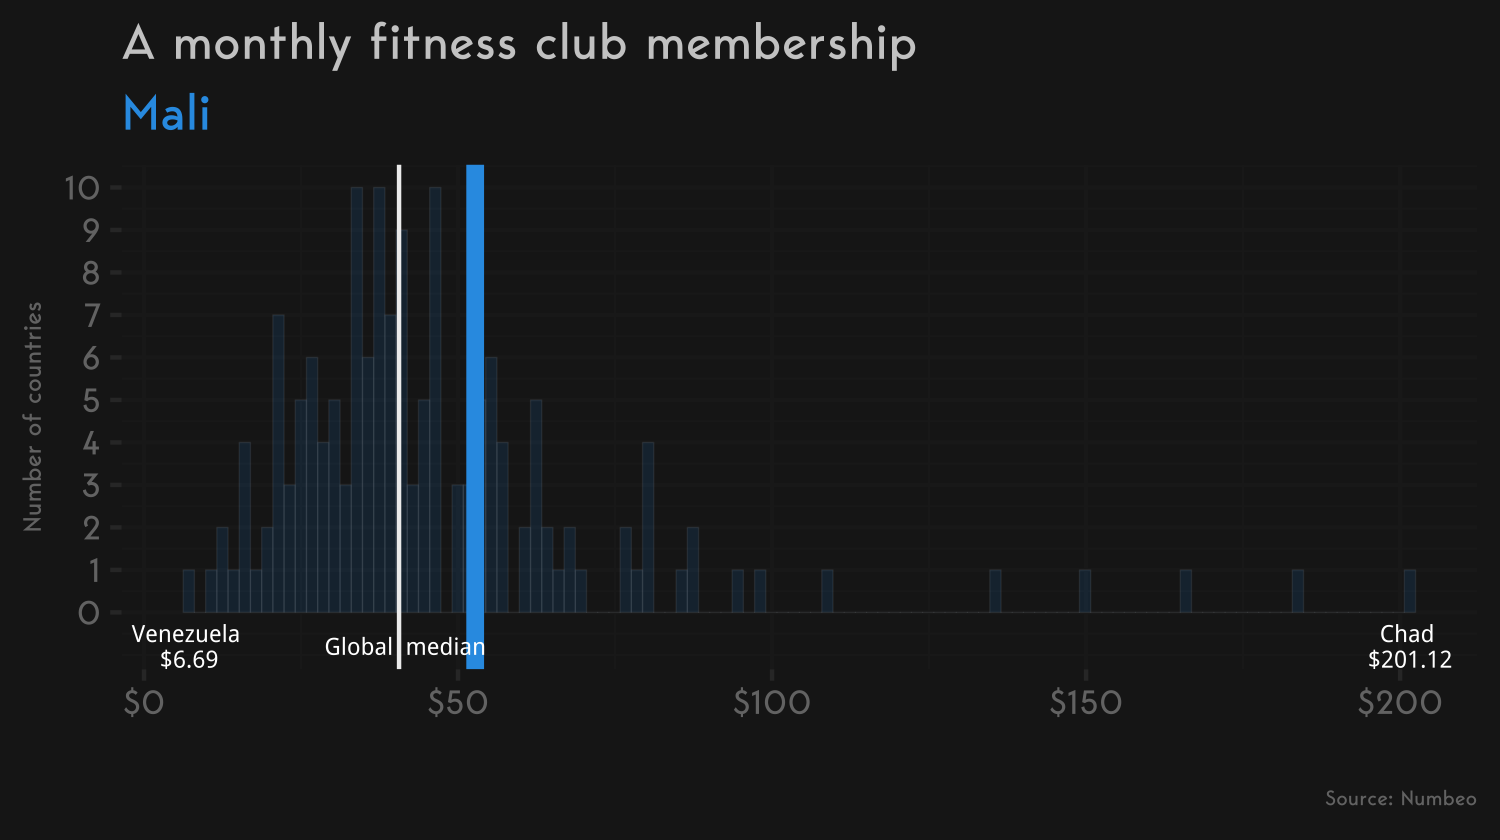 A monthly fitness club membership
Mali
Number of countries
10
9
8
7
6
5
4
3
2
1
0
Venezuela
$6.69
Global median
Chad
$201.12
$0 $50 $100 $150 $200
Source: Numbeo